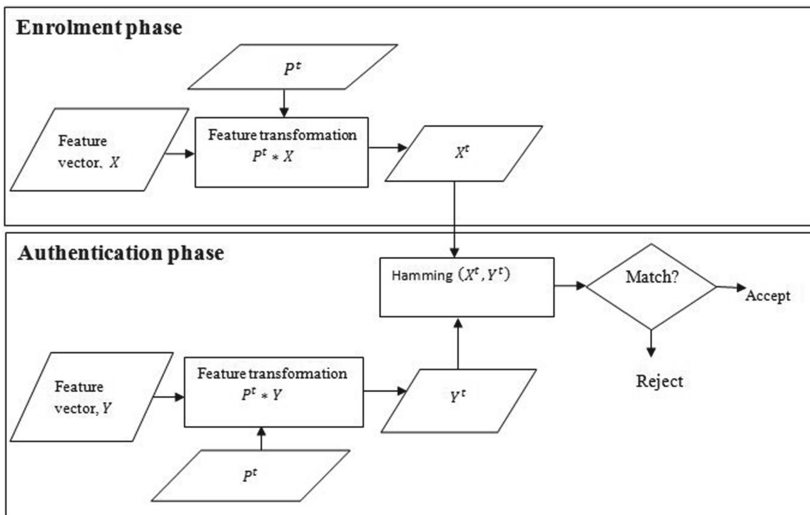 Enrolment phase
P^t
Feature
vector, X
Feature transformation
P^t * X
X^t
Authentication phase
Hamming (X^t, Y^t)
Match?
Accept
Reject
Feature
vector, Y
Feature transformation
P^t * Y
Y^t
P^t